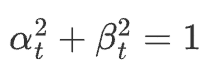 α_t^2 + β_t^2 = 1